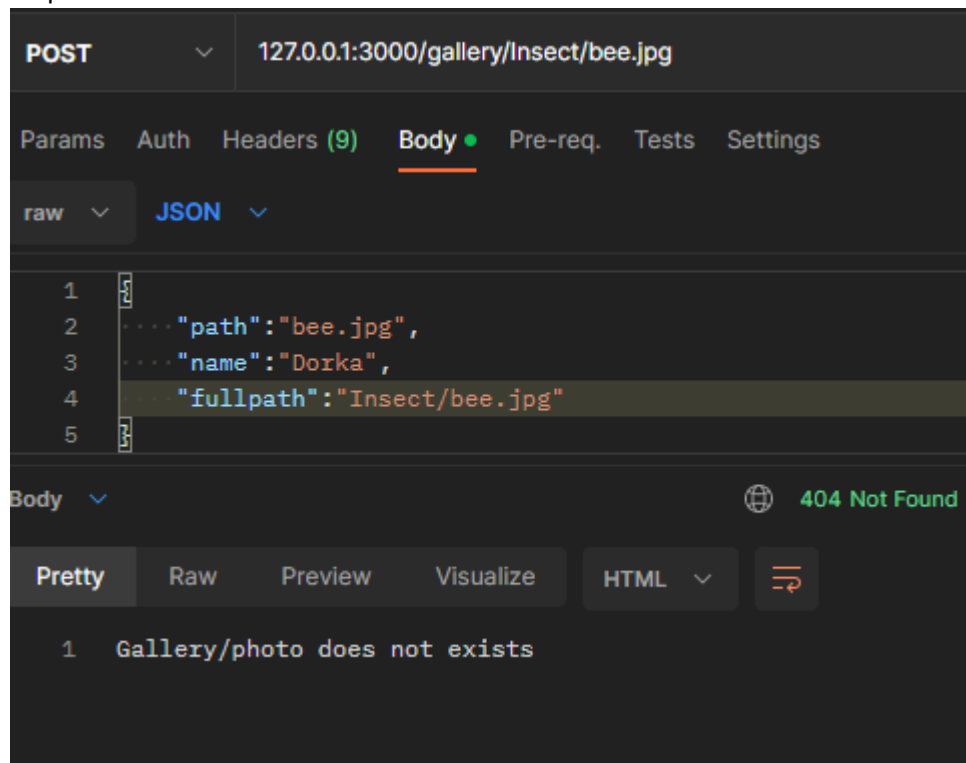 POST 127.0.0.1:3000/gallery/Insect/bee.jpg
Params Auth Headers (9) Body Pre-req. Tests Settings
raw JSON
1 {
2 "path":"bee.jpg",
3 "name":"Dorka",
4 "fullpath":"Insect/bee.jpg"
5 }
Body 404 Not Found
Pretty Raw Preview Visualize HTML
1 Gallery/photo does not exists